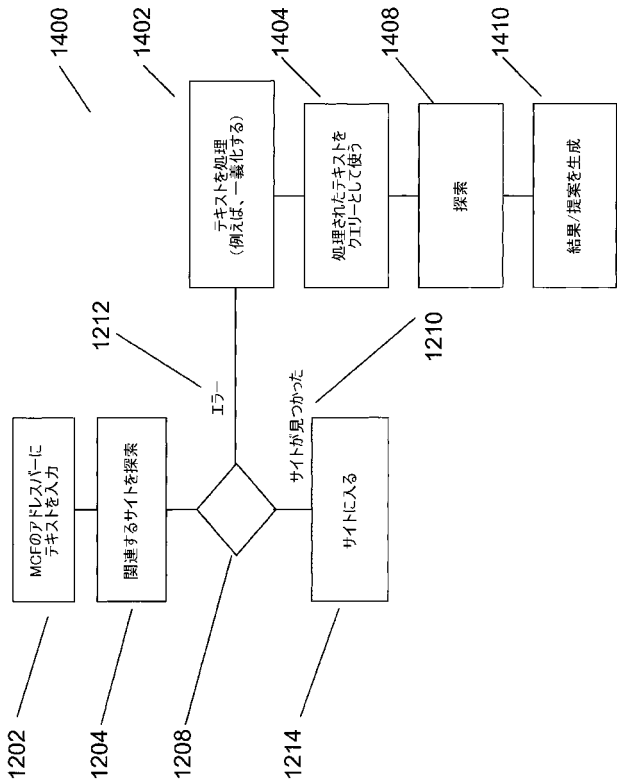 1202
MCFのアドレスバーに
テキストを入力
1204
関連するサイトを探索
1208
1212
エラー
サイトが見つかった
1210
1214
サイトに入る
1400
1402
テキストを処理
(例えば、一義化する)
1404
処理されたテキストを
クエリーとして使う
1408
探索
1410
結果/提案を生成